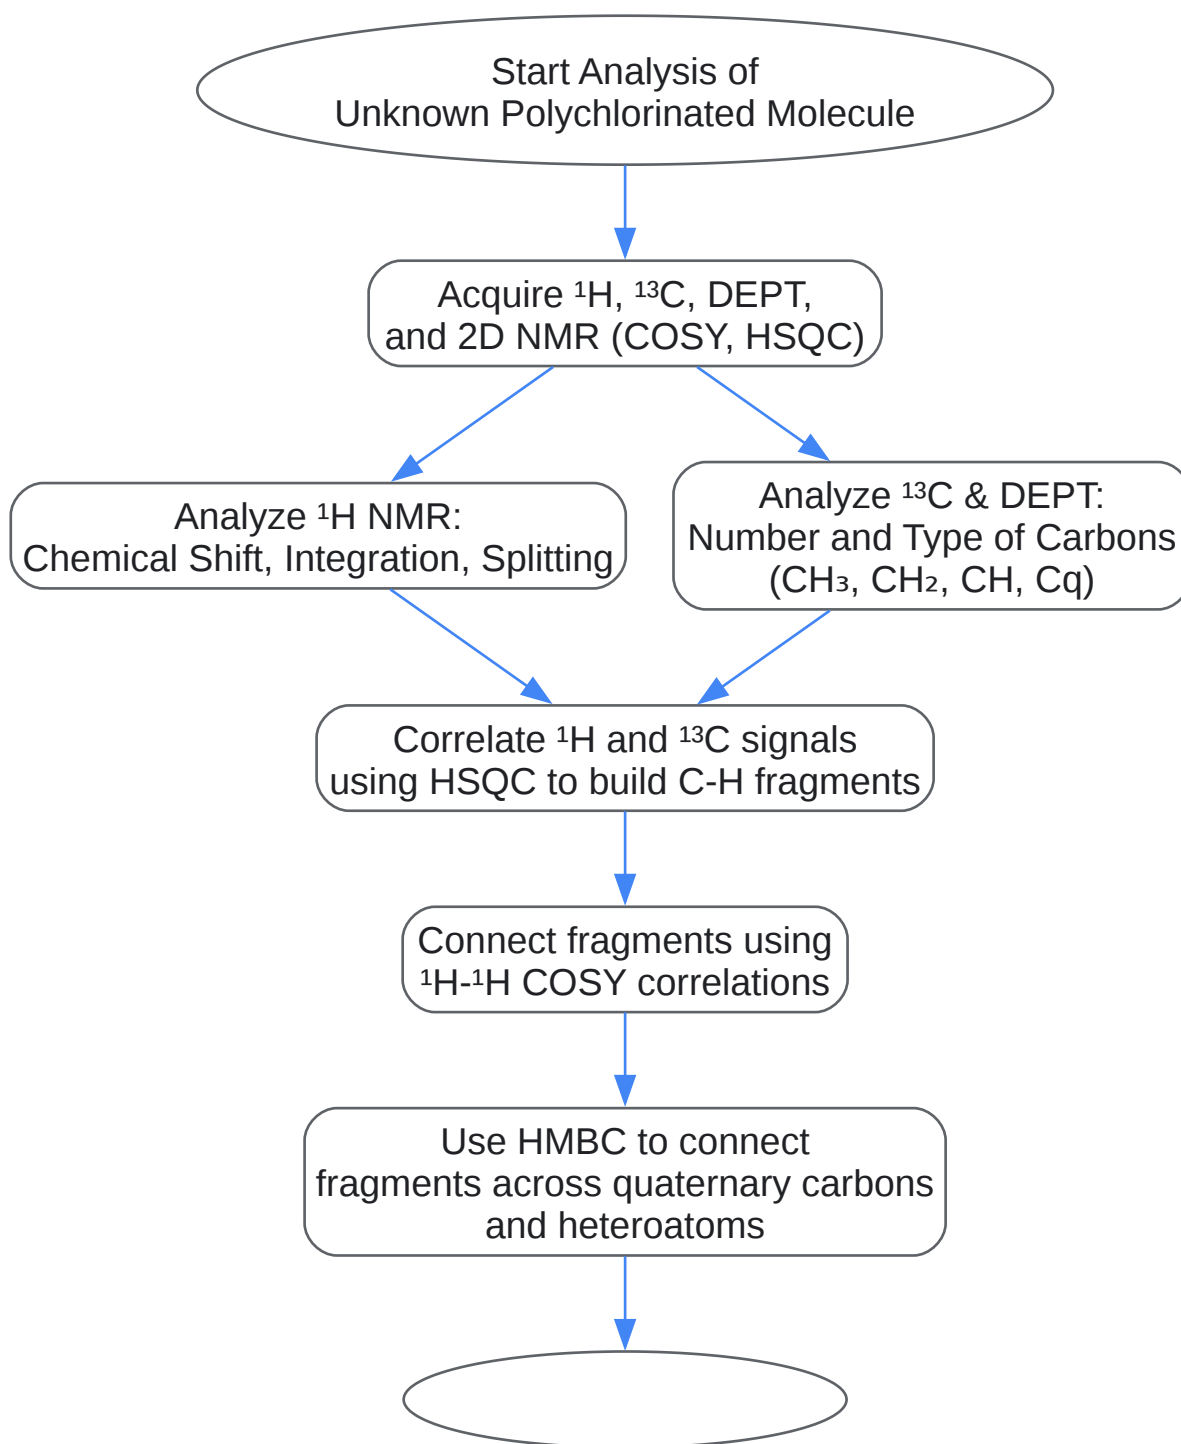 Start Analysis of
Unknown Polychlorinated Molecule
Acquire ¹H, ¹³C, DEPT,
and 2D NMR (COSY, HSQC)
Analyze ¹H NMR:
Chemical Shift, Integration, Splitting
Analyze ¹³C & DEPT:
Number and Type of Carbons
(CH₃, CH₂, CH, Cq)
Correlate ¹H and ¹³C signals
using HSQC to build C-H fragments
Connect fragments using
¹H-¹H COSY correlations
Use HMBC to connect
fragments across quaternary carbons
and heteroatoms